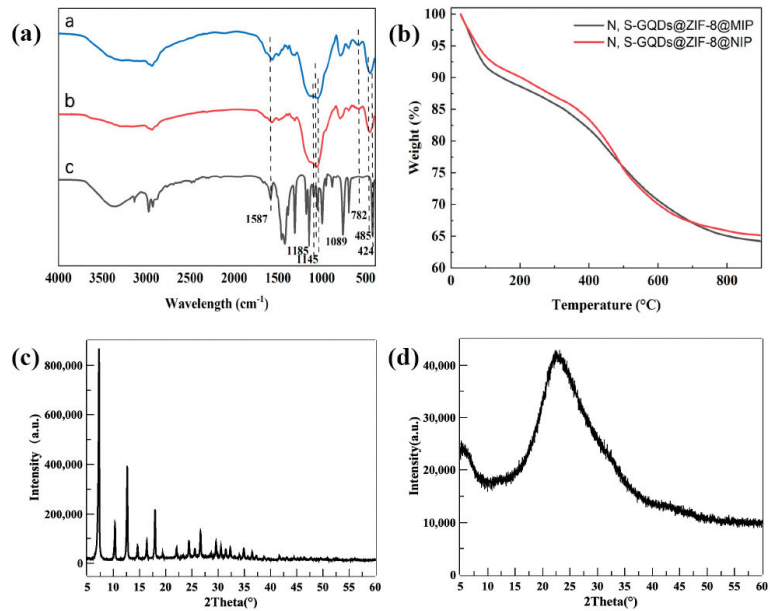 (a)
a
b
c
1587
1185
1145
1089
782
485
424
4000 3500 3000 2500 2000 1500 1000 500
Wavelength (cm-1)
(b)
N, S-GQDs@ZIF-8@MIP
N, S-GQDs@ZIF-8@NIP
100
95
90
85
80
75
70
65
60
Weight (%)
0 200 400 600 800
Temperature (°C)
(c)
800,000
600,000
400,000
200,000
0
Intensity (a.u.)
5 10 15 20 25 30 35 40 45 50 55 60
2Theta(°)
(d)
40,000
30,000
20,000
10,000
Intensity(a.u.)
5 10 15 20 25 30 35 40 45 50 55 60
2Theta(°)